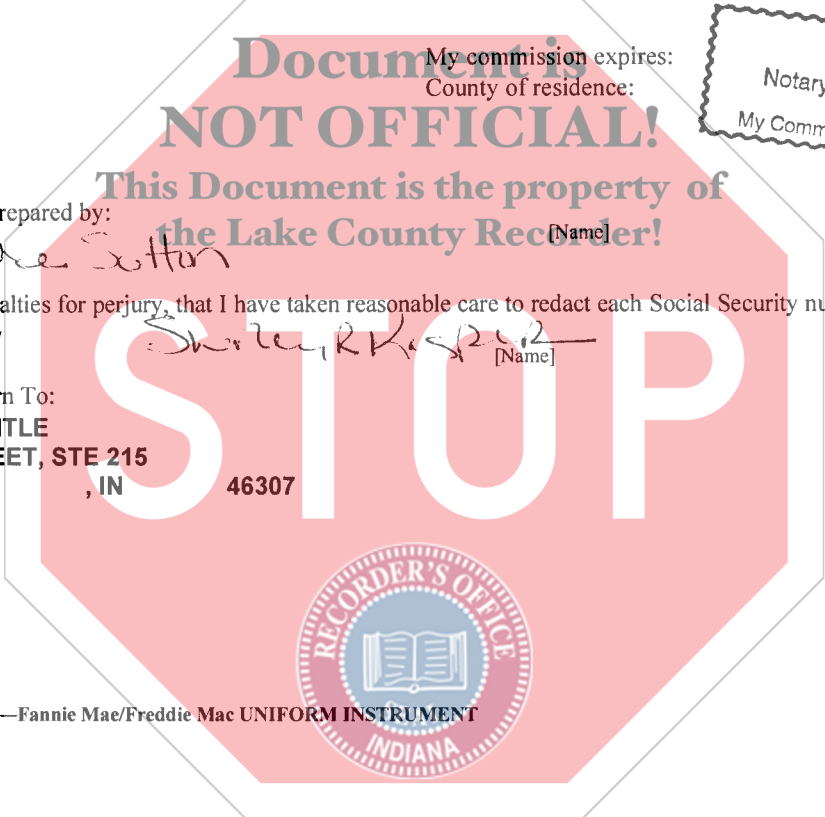 Document is
My commission expires:
County of residence:
Notary
My Comm
NOT OFFICIAL!
This Document is the property of
the Lake County Recorder!
repared by:
[Name]
Sutton
alties for perjury, that I have taken reasonable care to redact each Social Security nu
Shirley R
[Name]
n To:
STOP
TLE
EET, STE 215
, IN 46307
RECORDER'S OFFICE
SEAL
INDIANA
—Fannie Mae/Freddie Mac UNIFORM INSTRUMENT